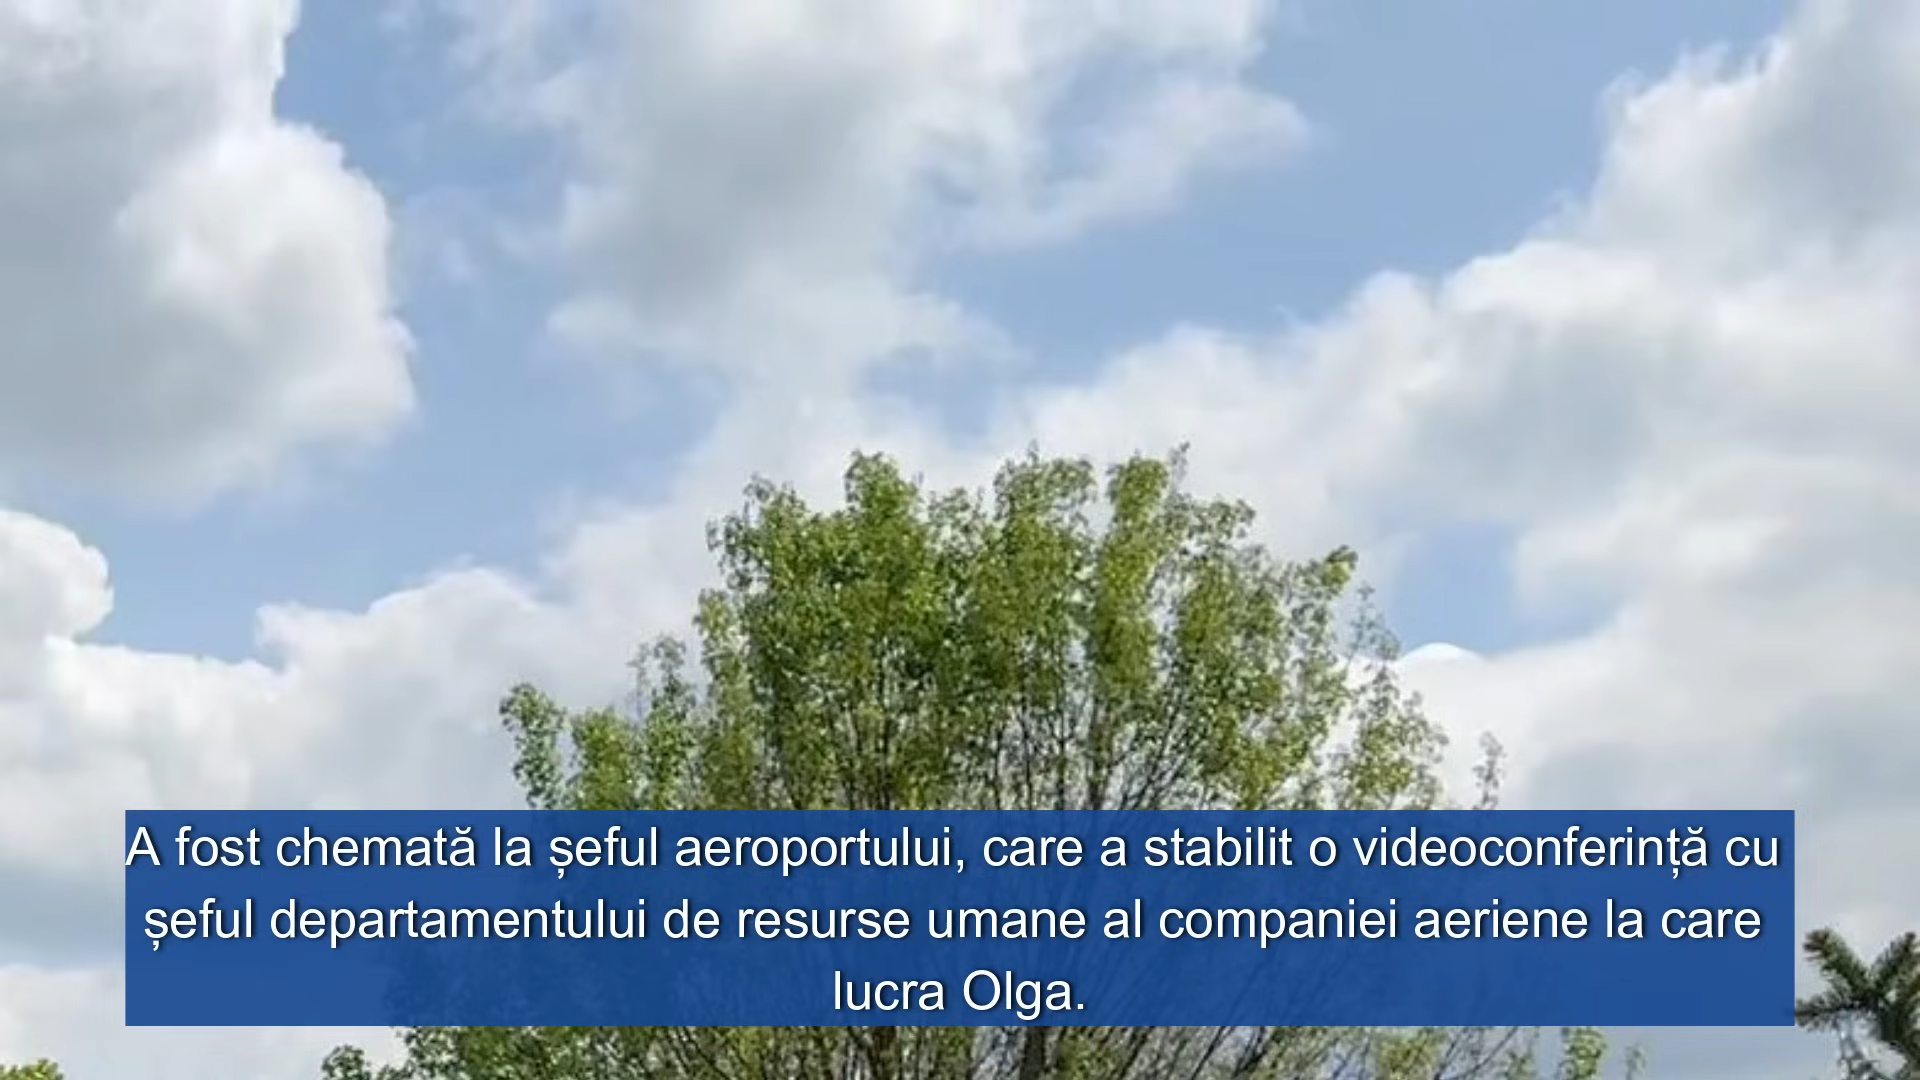 A fost chemată la șeful aeroportului, care a stabilit o videoconferință cu
șeful departamentului de resurse umane al companiei aeriene la care
lucra Olga.